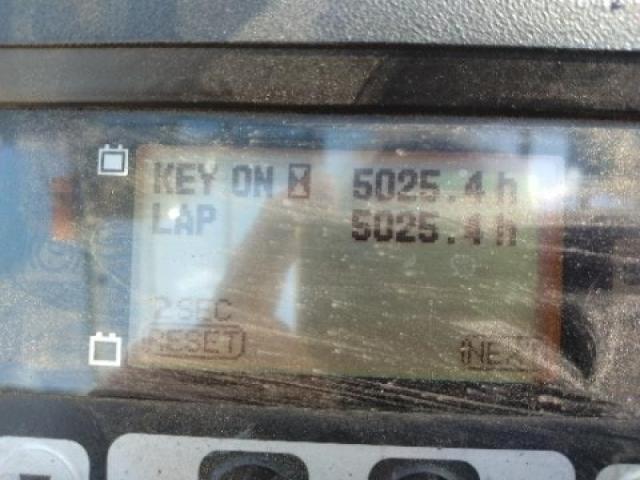 KEY ON 5025.4 h
LAP 5025.4 h
2SEC
RESET
NEXT